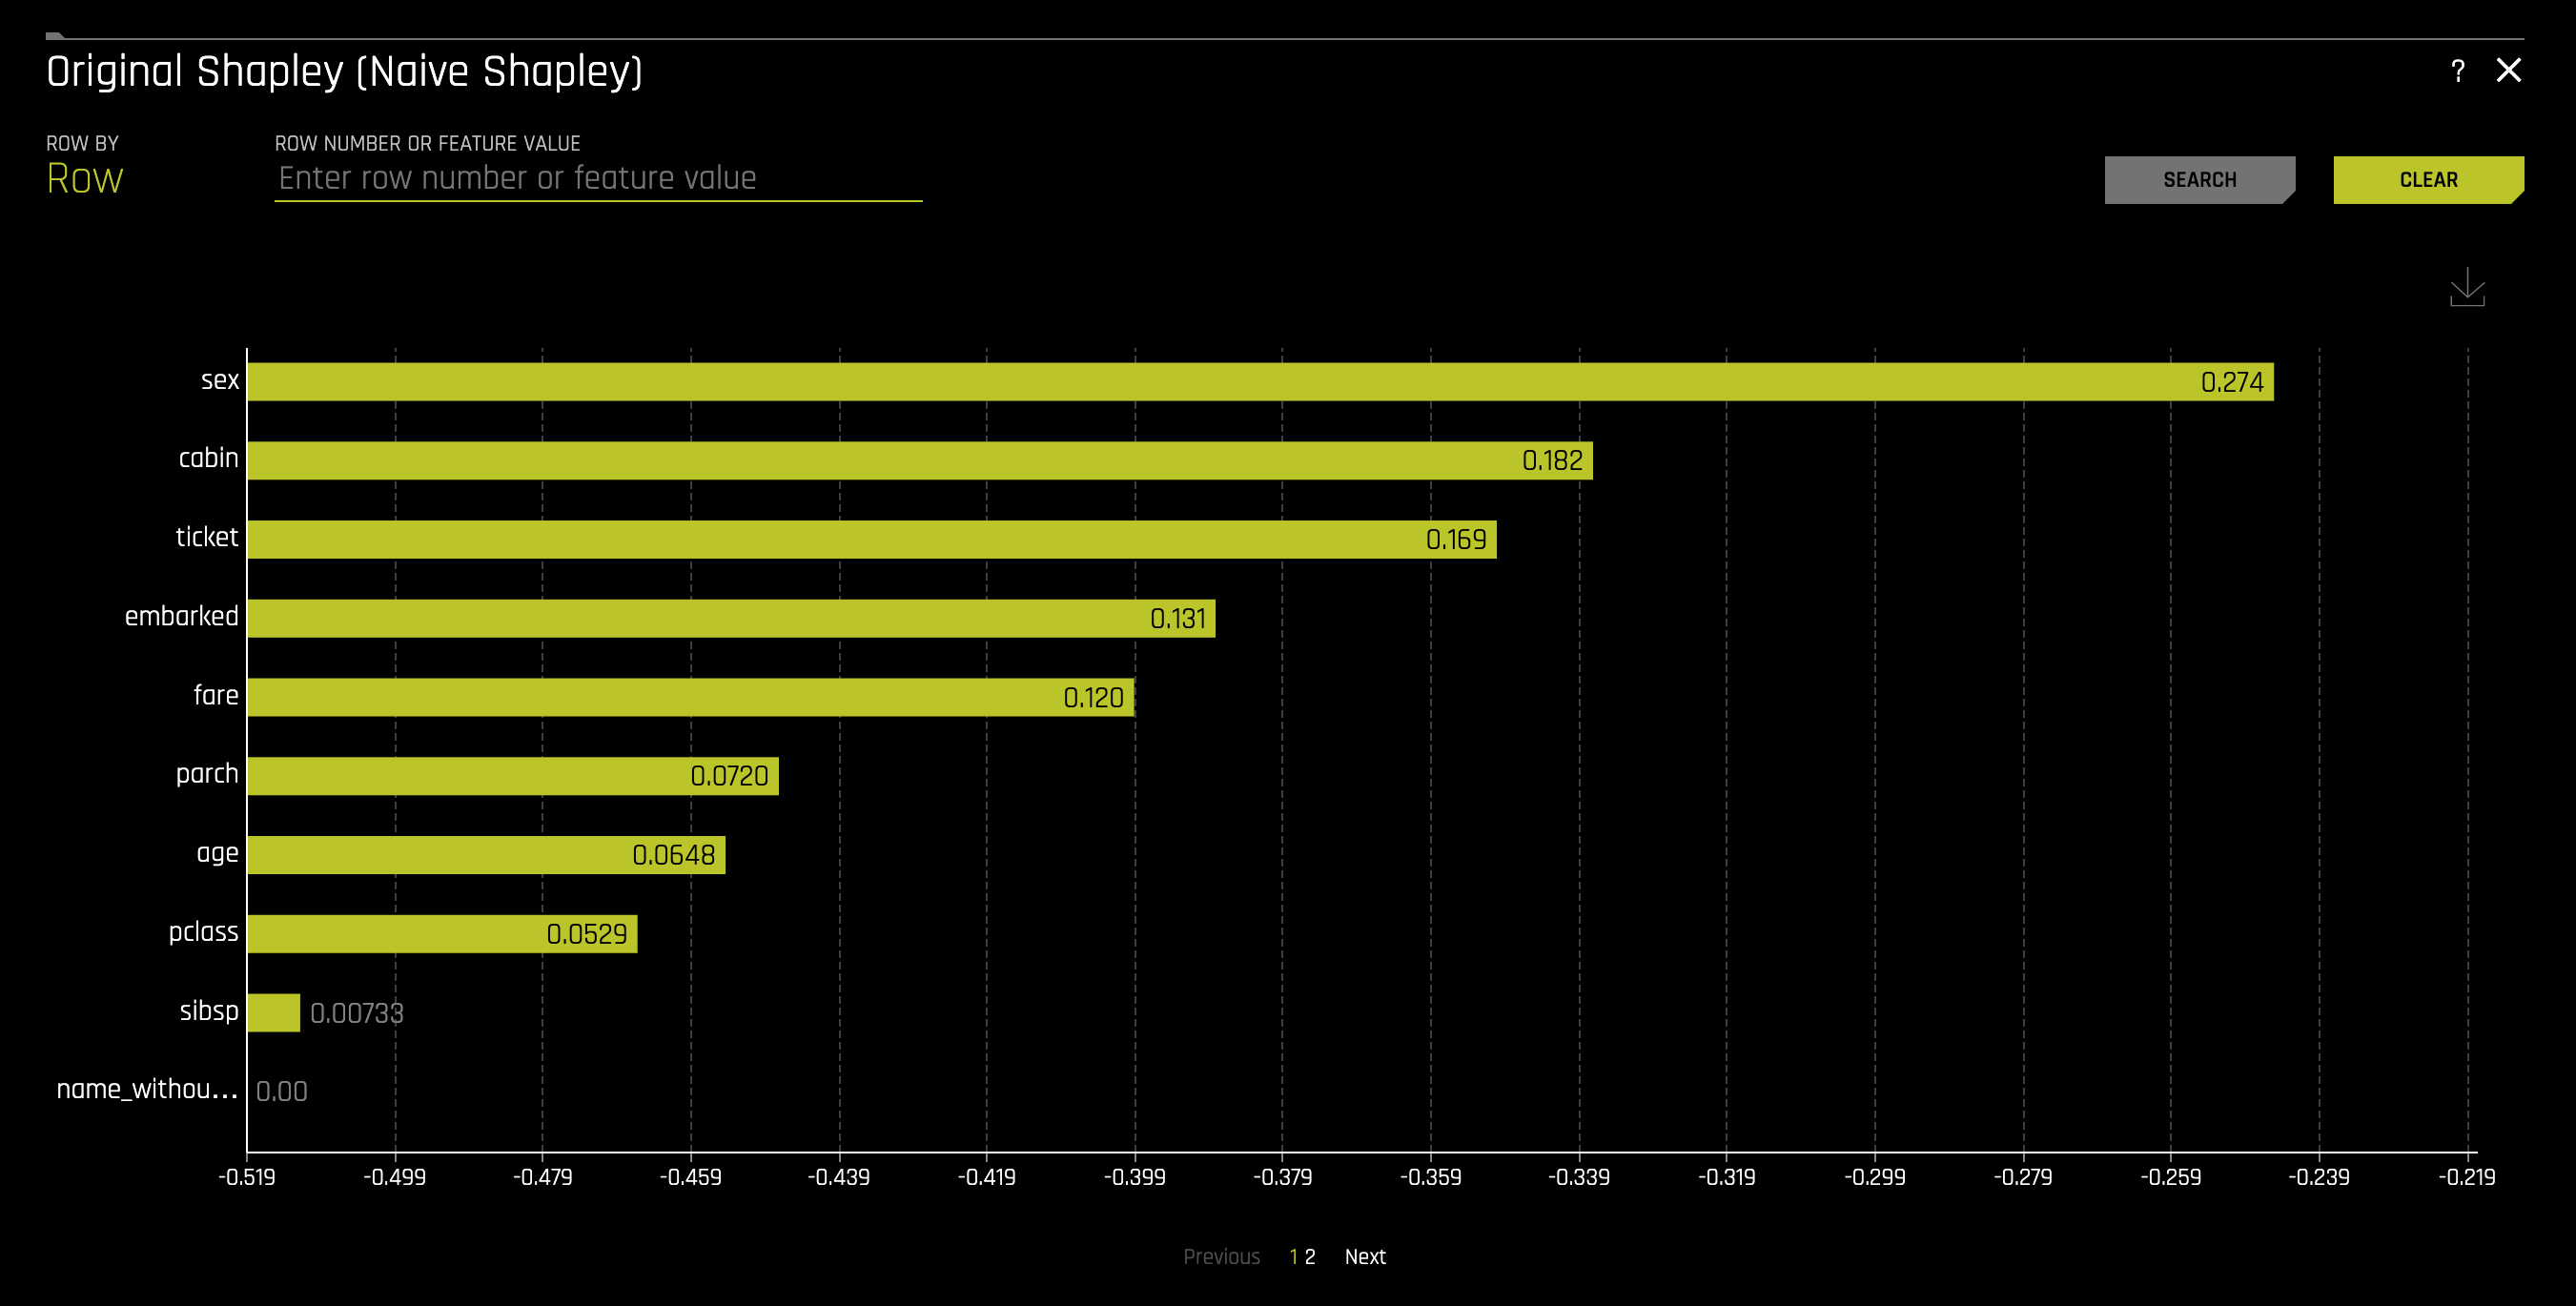 Original Shapley (Naive Shapley)
?
ROW BY
Row
ROW NUMBER OR FEATURE VALUE
Enter row number or feature value
SEARCH
CLEAR
sex 0.274
cabin 0.182
ticket 0.169
embarked 0.131
fare 0.120
parch 0.0720
age 0.0648
pclass 0.0529
sibsp 0.00733
name_withou... 0.00
-0.519 -0.499 -0.479 -0.459 -0.439 -0.419 -0.399 -0.379 -0.359 -0.339 -0.319 -0.299 -0.279 -0.259 -0.239 -0.219
Previous 1 2 Next